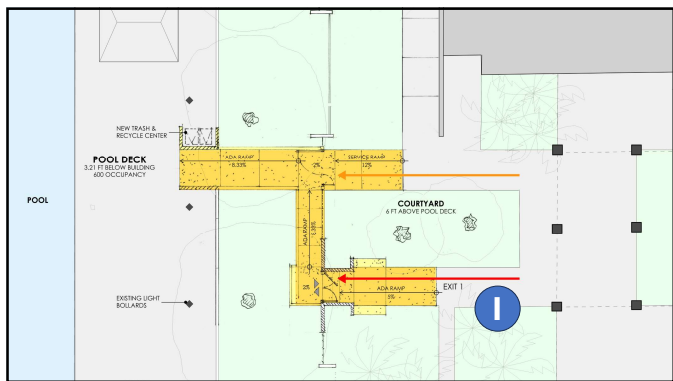 NEW TRASH &
RECYCLE CENTER
POOL DECK
3.21 FT BELOW BUILDING
600 OCCUPANCY
ADA RAMP
8.33%
2%
SERVICE RAMP
12%
POOL
COURTYARD
6 FT ABOVE POOL DECK
ADA RAMP
EXISTING LIGHT
BOLLARDS
2%
ADA RAMP
5%
EXIT 1
I